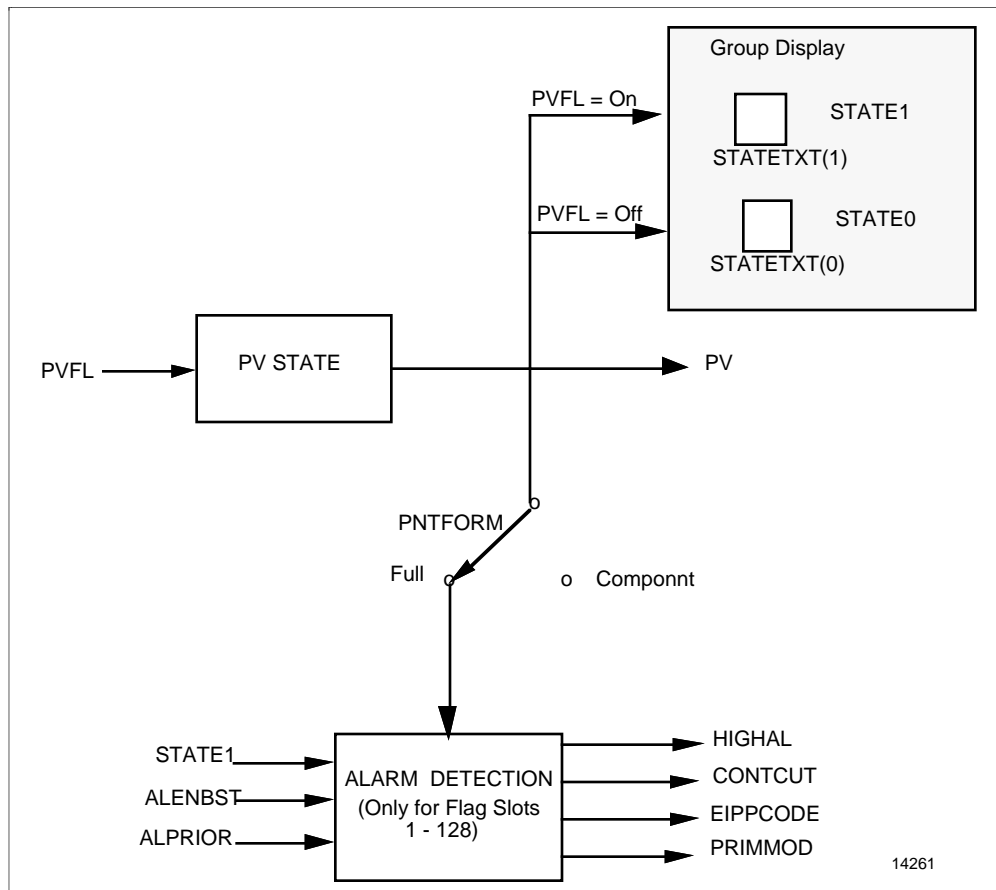 Group Display
PVFL = On
STATE1
STATETXT(1)
PVFL = Off
STATE0
STATETXT(0)
PVFL
PV STATE
PV
o
PNTFORM
Full o
o Componnt
STATE1
ALENBST
ALPRIOR
ALARM DETECTION
(Only for Flag Slots
1 - 128)
HIGHAL
CONTCUT
EIPPCODE
PRIMMOD
14261